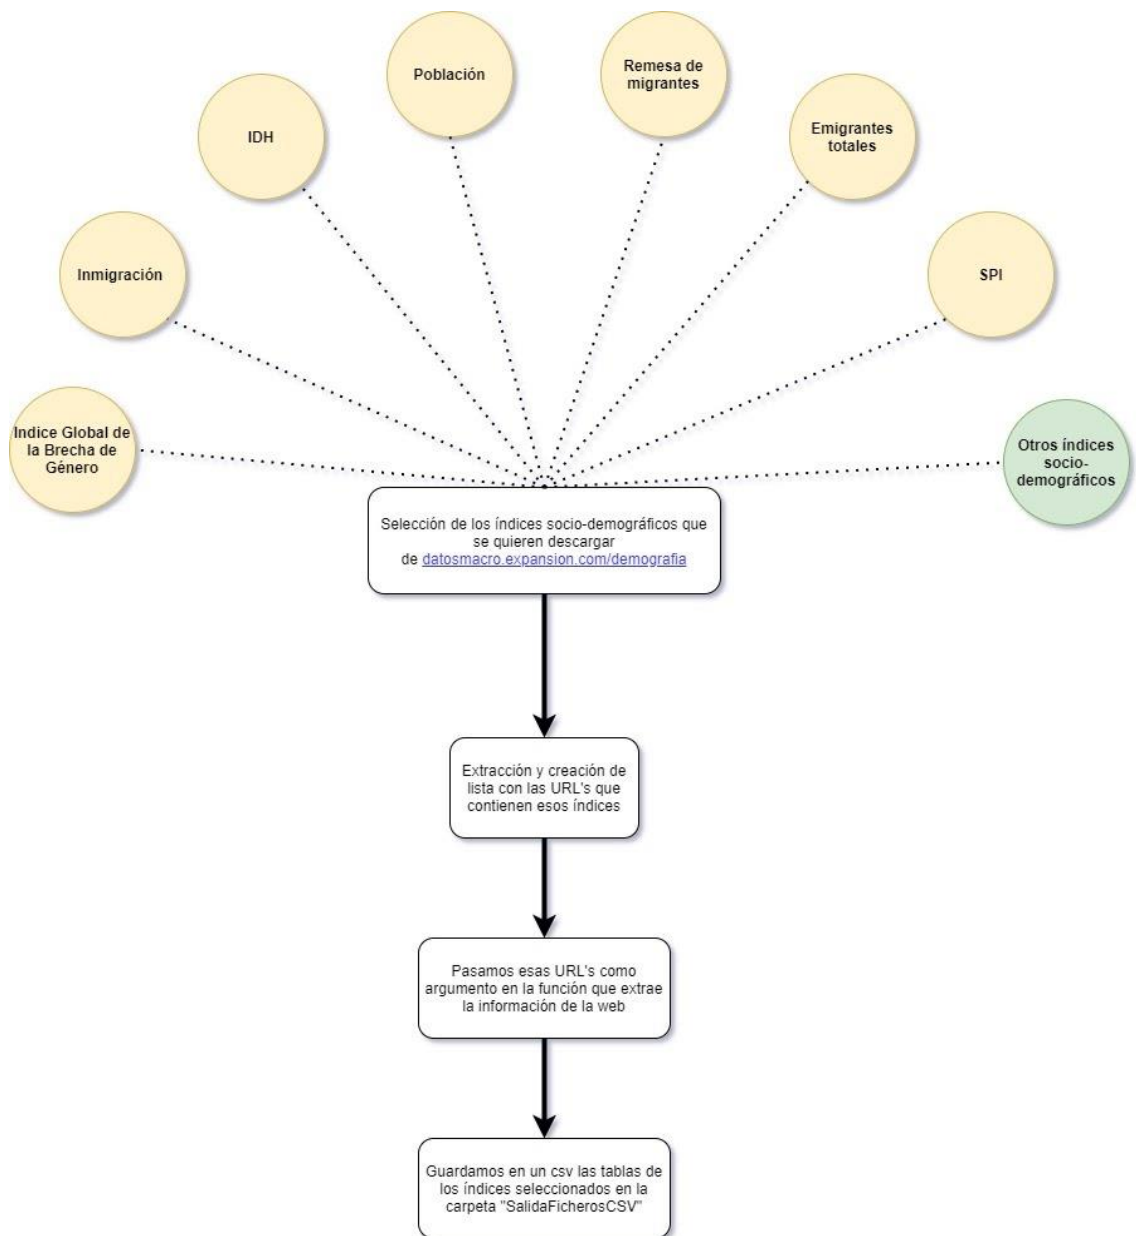 Población
Remesa de
migrantes
IDH
Emigrantes
totales
Inmigración
SPI
Indice Global de
la Brecha de
Género
Otros índices
socio-
demográficos
Selección de los índices socio-demográficos que
se quieren descargar
de datosmacro.expansion.com/demografia
Extracción y creación de
lista con las URL's que
contienen esos índices
Pasamos esas URL's como
argumento en la función que extrae
la información de la web
Guardamos en un csv las tablas de
los índices seleccionados en la
carpeta "SalidaFicherosCSV"